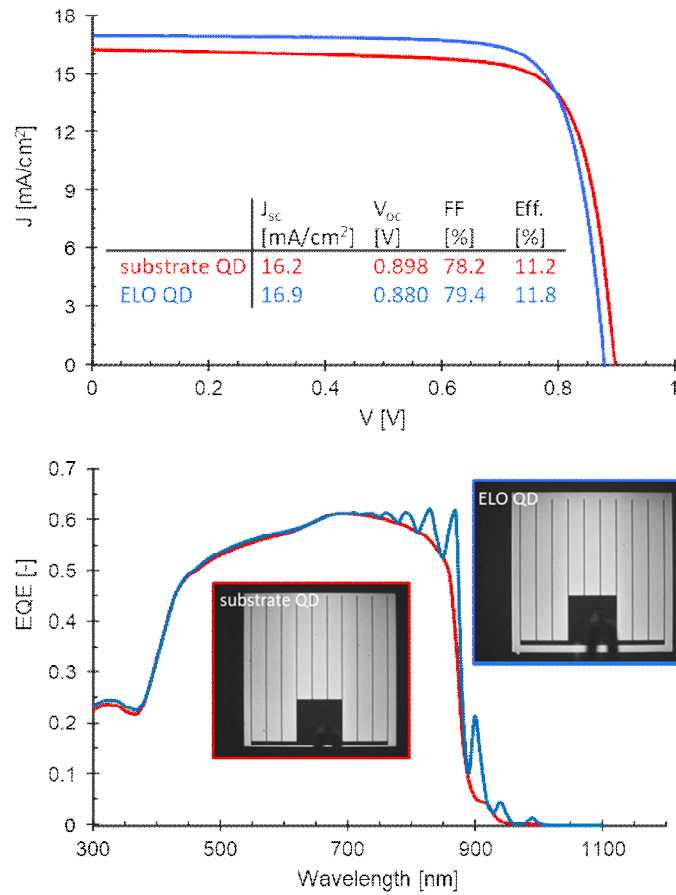 18
15
12
9
6
3
0
J [mA/cm²]
Jsc Voc FF Eff.
[mA/cm²] [V] [%] [%]
substrate QD 16.2 0.898 78.2 11.2
ELO QD 16.9 0.880 79.4 11.8
0 0.2 0.4 0.6 0.8 1
V [V]
0.7
0.6
0.5
0.4
0.3
0.2
0.1
0
EQE [-]
ELO QD
substrate QD
300 500 700 900 1100
Wavelength [nm]